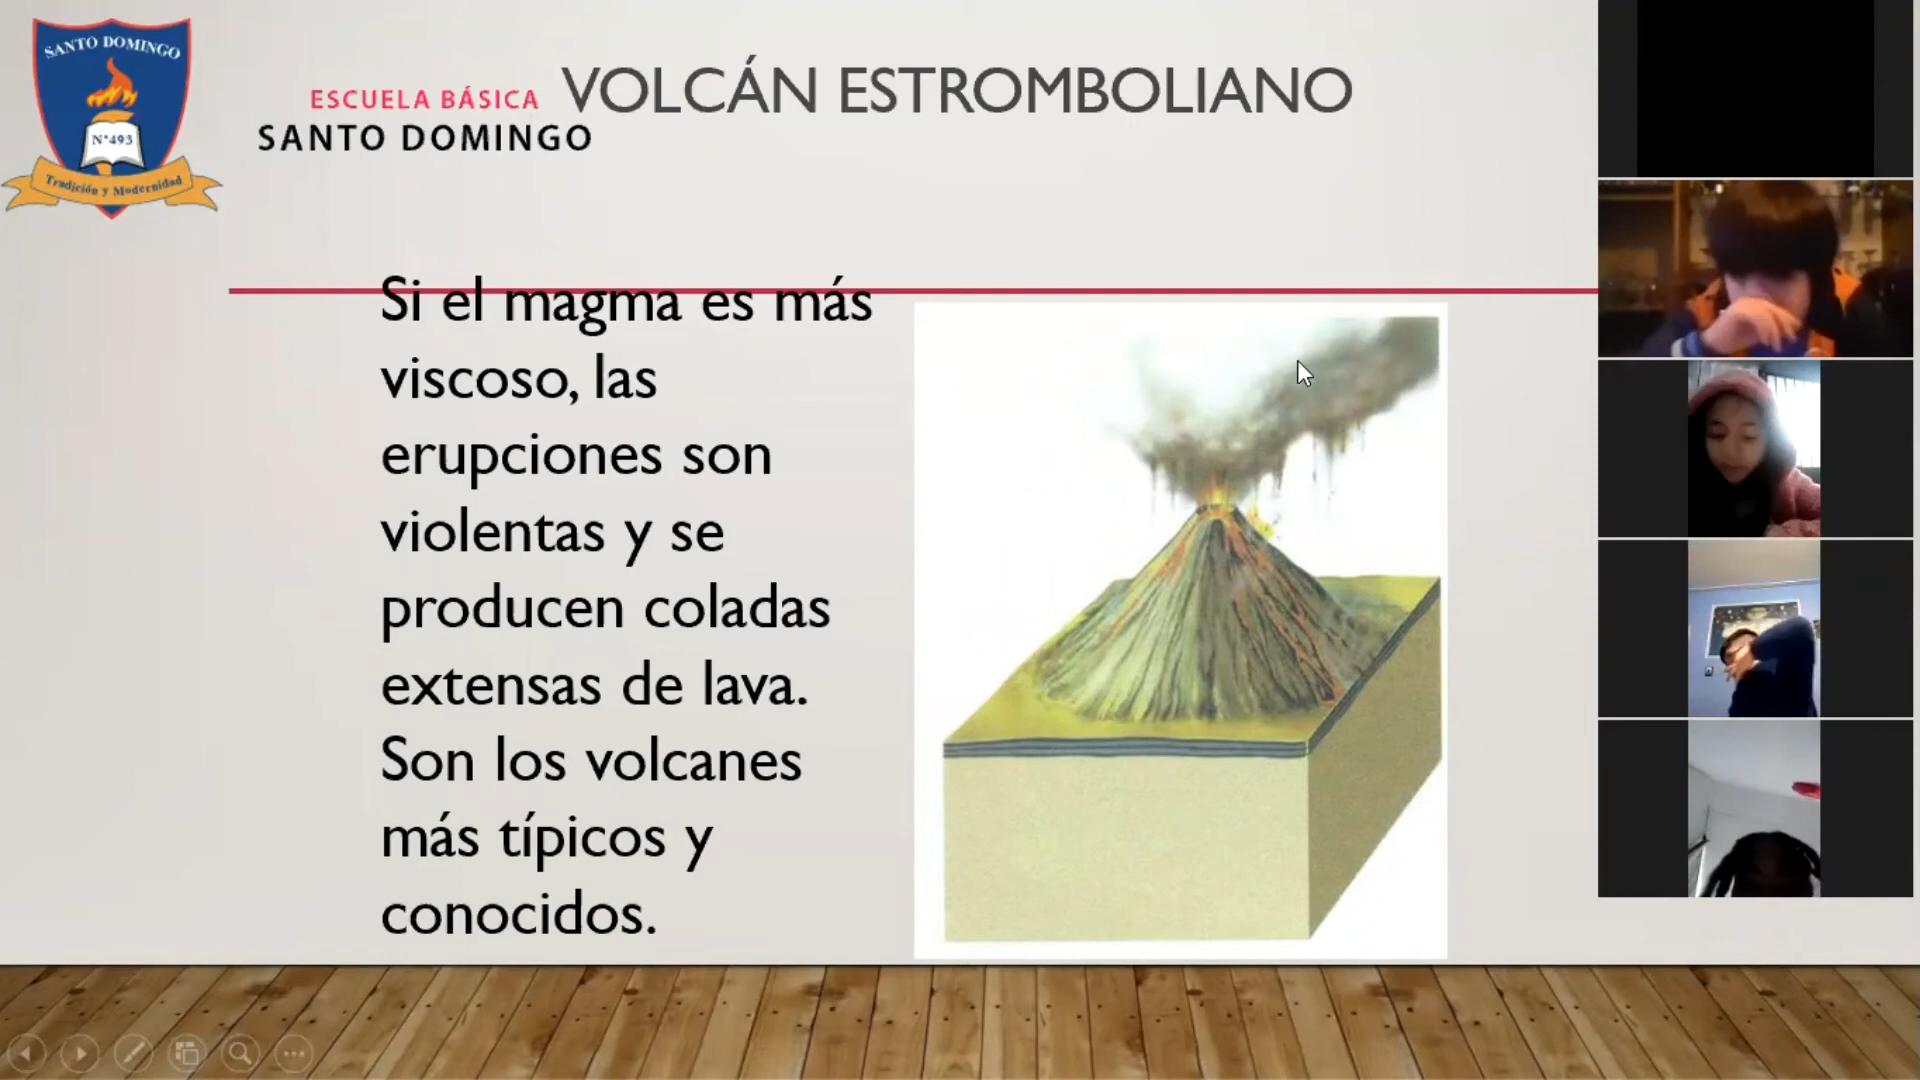 SANTO DOMINGO
N°493
Tradición y Modernidad
ESCUELA BÁSICA
SANTO DOMINGO
VOLCÁN ESTROMBOLIANO
Si el magma es más
viscoso, las
erupciones son
violentas y se
producen coladas
extensas de lava.
Son los volcanes
más típicos y
conocidos.